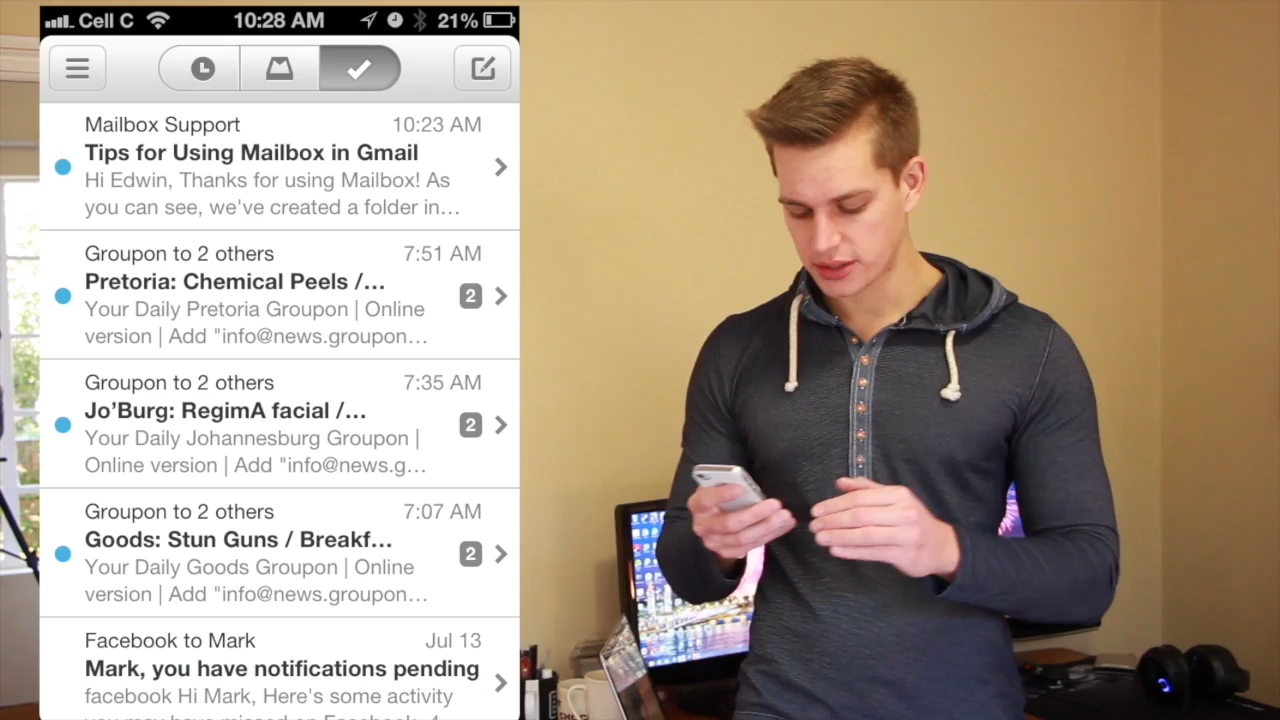 Cell C 10:28 AM 21%
Mailbox Support 10:23 AM
Tips for Using Mailbox in Gmail
Hi Edwin, Thanks for using Mailbox! As
you can see, we've created a folder in...
Groupon to 2 others 7:51 AM
Pretoria: Chemical Peels /...
2
Your Daily Pretoria Groupon | Online
version | Add "info@news.groupon...
Groupon to 2 others 7:35 AM
Jo’Burg: RegimA facial /...
2
Your Daily Johannesburg Groupon |
Online version | Add "info@news.g...
Groupon to 2 others 7:07 AM
Goods: Stun Guns / Breakf...
2
Your Daily Goods Groupon | Online
version | Add "info@news.groupon...
Facebook to Mark Jul 13
Mark, you have notifications pending
facebook Hi Mark, Here's some activity